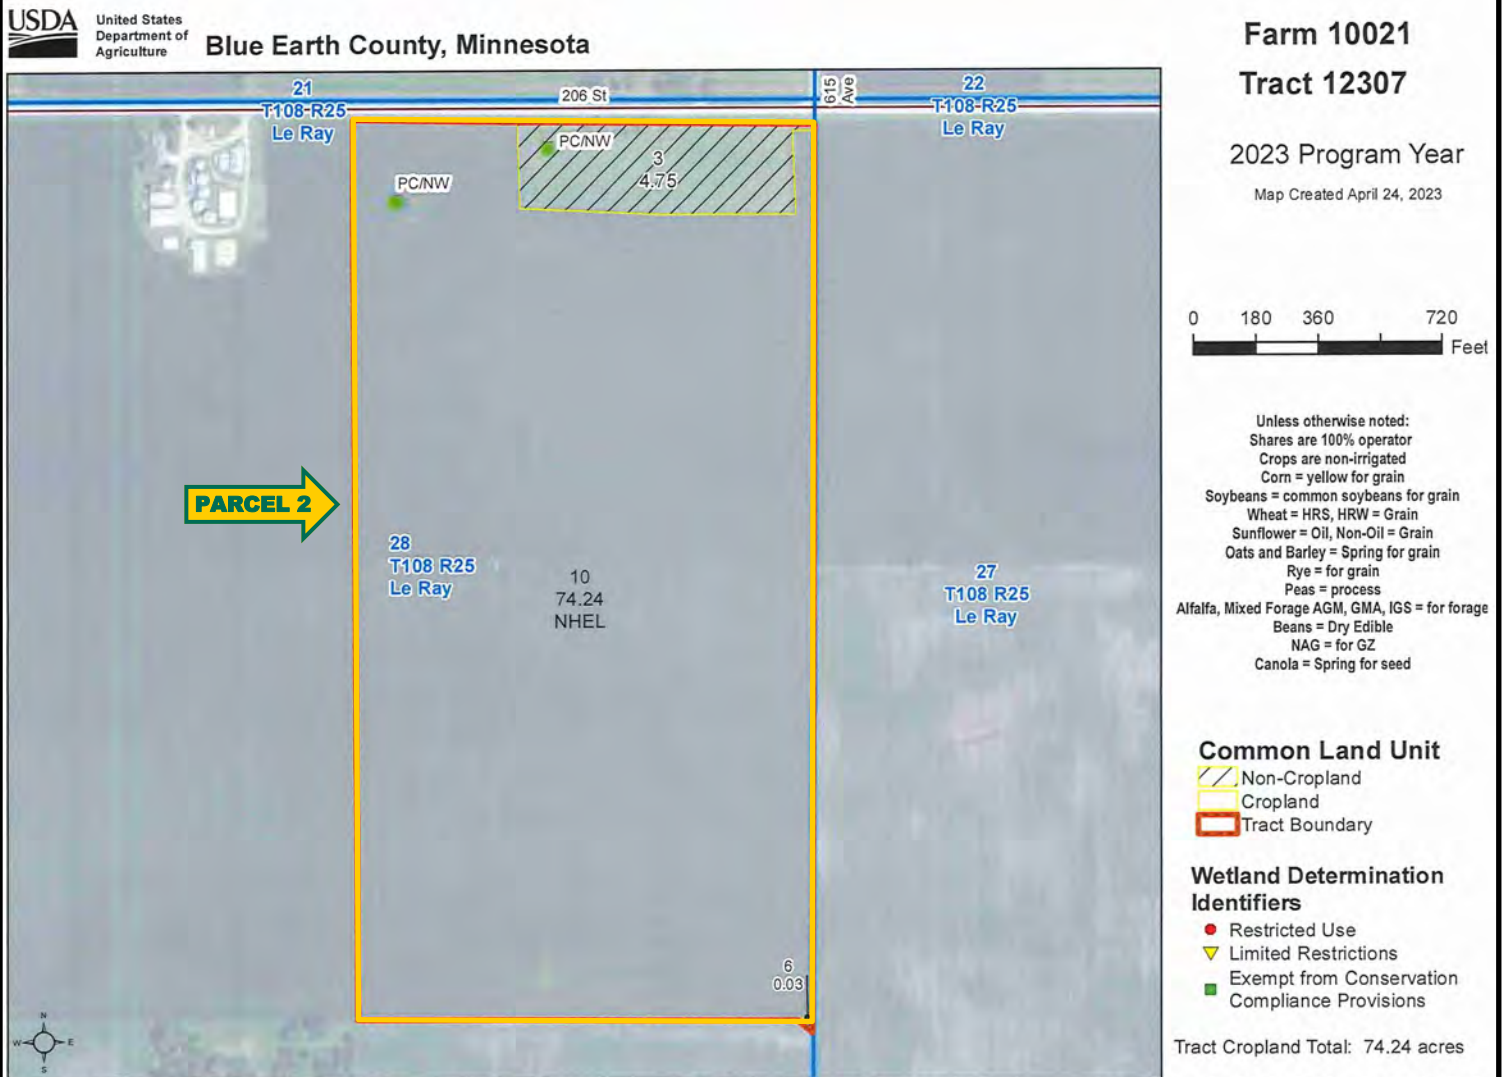 USDA
United States
Department of
Agriculture
Blue Earth County, Minnesota
Farm 10021
Tract 12307
2023 Program Year
Map Created April 24, 2023
21
T108-R25
Le Ray
206 St
615
Ave
22
T108-R25
Le Ray
PC/NW
3
4.75
PC/NW
0 180 360 720
Feet
PARCEL 2
28
T108 R25
Le Ray
10
74.24
NHEL
27
T108 R25
Le Ray
6
0.03
N
W E
S
Unless otherwise noted:
Shares are 100% operator
Crops are non-irrigated
Corn = yellow for grain
Soybeans = common soybeans for grain
Wheat = HRS, HRW = Grain
Sunflower = Oil, Non-Oil = Grain
Oats and Barley = Spring for grain
Rye = for grain
Peas = process
Alfalfa, Mixed Forage AGM, GMA, IGS = for forage
Beans = Dry Edible
NAG = for GZ
Canola = Spring for seed
Common Land Unit
Non-Cropland
Cropland
Tract Boundary
Wetland Determination
Identifiers
Restricted Use
Limited Restrictions
Exempt from Conservation
Compliance Provisions
Tract Cropland Total: 74.24 acres